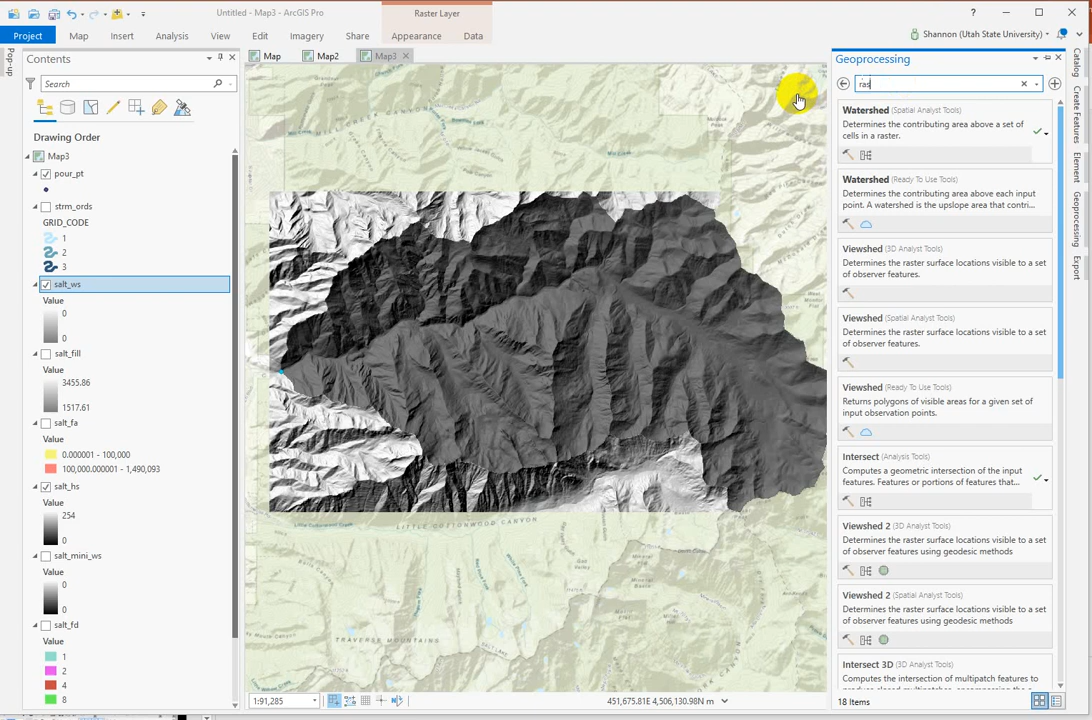 Untitled - Map3 - ArcGIS Pro
Raster Layer
?
Project
Map
Insert
Analysis
Share
View
Edit
Imagery
Appearance
Data
Shannon (Utah State University)
Pop-up
Contents
Search
Drawing Order
Map3
pour_pt
strm_ords
GRID_CODE
1
2
3
salt_ws
Value
0
0
salt_fill
Value
3455.86
1517.61
salt_fa
Value
0.000001 - 100,000
100,000.000001 - 1,490,093
salt_hs
Value
254
0
salt_mini_ws
Value
0
0
salt_fd
Value
1
2
4
8
Map
Map2
Map3
LITTLE COTTONWOOD CANYON
TRAVERSE MOUNTAINS
1:91,285
451,675.81E 4,506,130.98N m
Geoprocessing
ras
Watershed (Spatial Analyst Tools)
Determines the contributing area above a set of
cells in a raster.
Watershed (Ready To Use Tools)
Determines the contributing area above each input
point. A watershed is the upslope area that contri...
Viewshed (3D Analyst Tools)
Determines the raster surface locations visible to a set
of observer features.
Viewshed (Spatial Analyst Tools)
Determines the raster surface locations visible to a set
of observer features.
Viewshed (Ready To Use Tools)
Returns polygons of visible areas for a given set of
input observation points.
Intersect (Analysis Tools)
Computes a geometric intersection of the input
features. Features or portions of features that...
Viewshed 2 (3D Analyst Tools)
Determines the raster surface locations visible to a set
of observer features using geodesic methods
Viewshed 2 (Spatial Analyst Tools)
Determines the raster surface locations visible to a set
of observer features using geodesic methods
Intersect 3D (3D Analyst Tools)
Computes the intersection of multipatch features to
18 Items
Catalog
Create Features
Element
Geoprocessing
Export